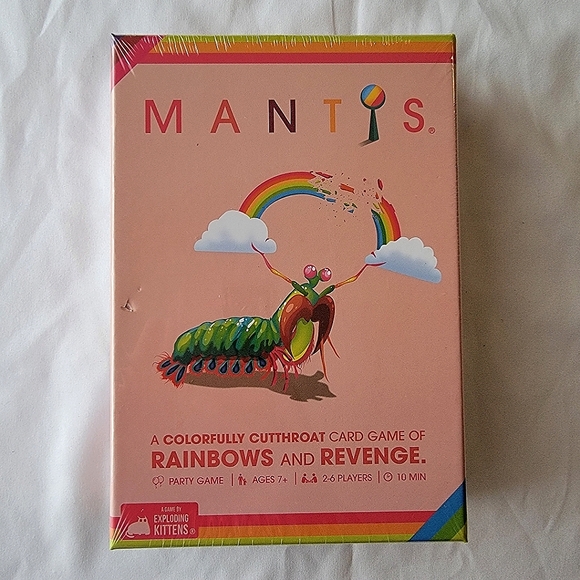 MANTIS®
A COLORFULLY CUTTHROAT CARD GAME OF
RAINBOWS AND REVENGE.
PARTY GAME | AGES 7+ | 2-6 PLAYERS | 10 MIN
A GAME BY
EXPLODING
KITTENS®